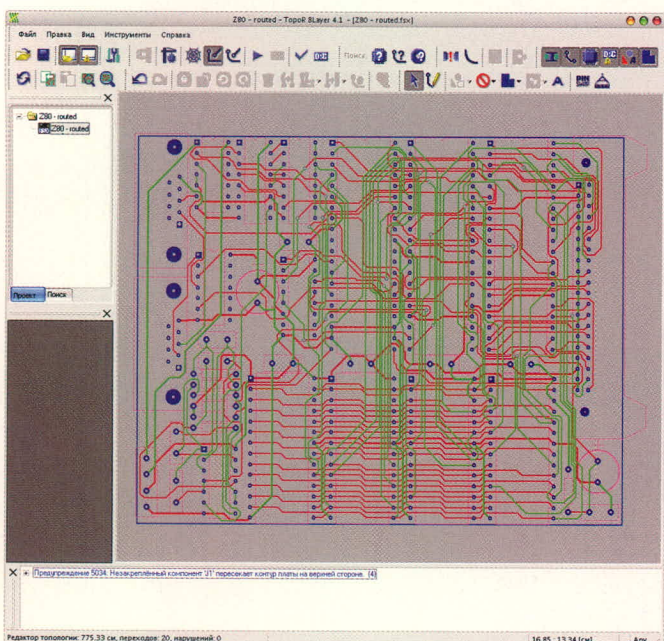 Z80 - routed - TopoR 8Layer 4.1 - [Z80 - routed.fsx]
Файл Правка Вид Инструменты Справка
Поиск:
Z80 - routed
Z80 - routed
Проект Поиск
Предупреждение 5034. Незакреплённый компонент "J1" пересекает контур платы на верхней стороне. (4)
Редактор топологии: 775.33 см, переходов: 20, нарушений: 0
16.85 : 13.34 [см]